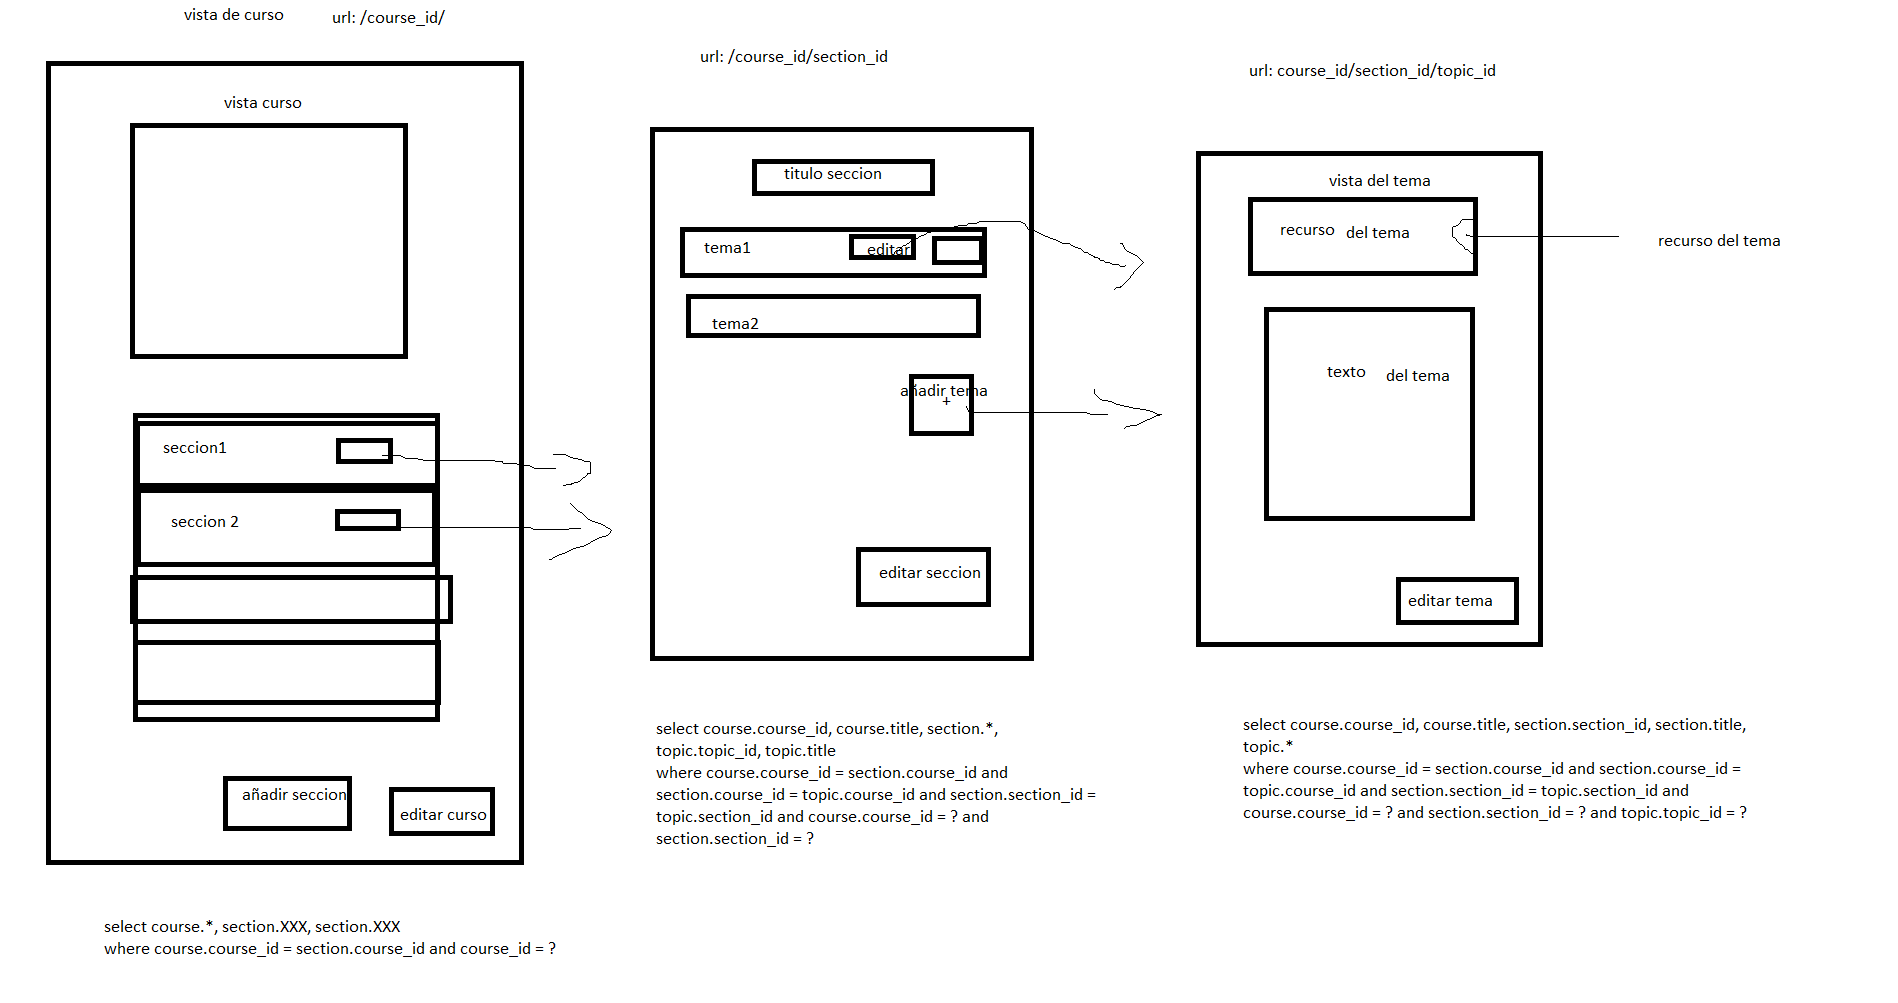 vista de curso
url: /course_id/
vista curso
seccion1
seccion 2
añadir seccion
editar curso
select course.*, section.XXX, section.XXX
where course.course_id = section.course_id and course_id = ?
url: /course_id/section_id
titulo seccion
tema1
editar
tema2
añadir tema
+
editar seccion
select course.course_id, course.title, section.*,
topic.topic_id, topic.title
where course.course_id = section.course_id and
section.course_id = topic.course_id and section.section_id =
topic.section_id and course.course_id = ? and
section.section_id = ?
url: course_id/section_id/topic_id
vista del tema
recurso del tema
recurso del tema
texto del tema
editar tema
select course.course_id, course.title, section.section_id, section.title,
topic.*
where course.course_id = section.course_id and section.course_id =
topic.course_id and section.section_id = topic.section_id and
course.course_id = ? and section.section_id = ? and topic.topic_id = ?